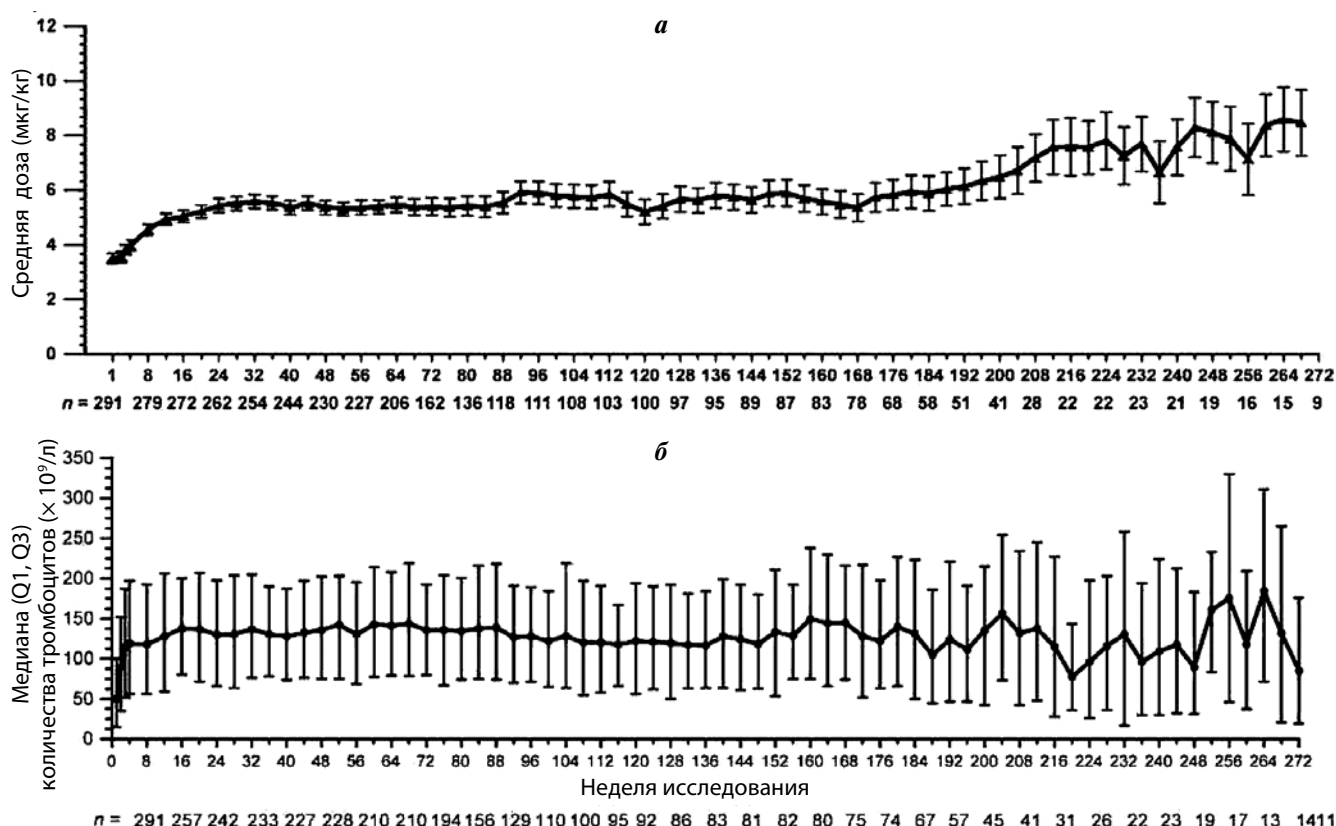 а
Средняя доза (мкг/кг)
12
10
8
6
4
2
0
1 8 16 24 32 40 48 56 64 72 80 88 96 104 112 120 128 136 144 152 160 168 176 184 192 200 208 216 224 232 240 248 256 264 272
n = 291 279 272 262 254 244 230 227 206 162 136 118 111 108 103 100 97 95 89 87 83 78 68 58 51 41 28 22 22 23 21 19 16 15 9
б
Медиана (Q1, Q3)
количества тромбоцитов (× 10⁹/л)
350
300
250
200
150
100
50
0
0 8 16 24 32 40 48 56 64 72 80 88 96 104 112 120 128 136 144 152 160 168 176 184 192 200 208 216 224 232 240 248 256 264 272
Неделя исследования
n = 291 257 242 233 227 228 210 210 194 156 129 110 100 95 92 86 83 81 82 80 75 74 67 57 45 41 31 26 22 23 19 17 13 1411